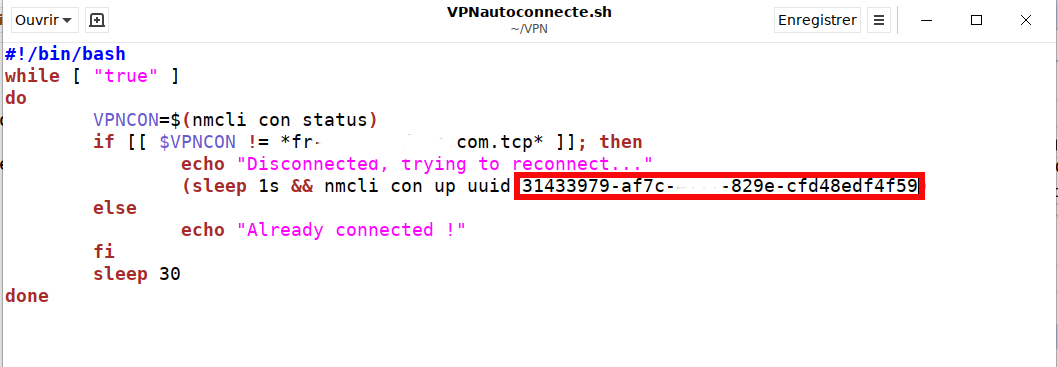 Ouvrir
VPNautoconnecte.sh
~/VPN
Enregistrer
#!/bin/bash
while [ "true" ]
do
VPNCON=$(nmcli con status)
if [[ $VPNCON != *fr- com.tcp* ]]; then
echo "Disconnected, trying to reconnect..."
(sleep 1s && nmcli con up uuid 31433979-af7c- -829e-cfd48edf4f59
else
echo "Already connected !"
fi
sleep 30
done